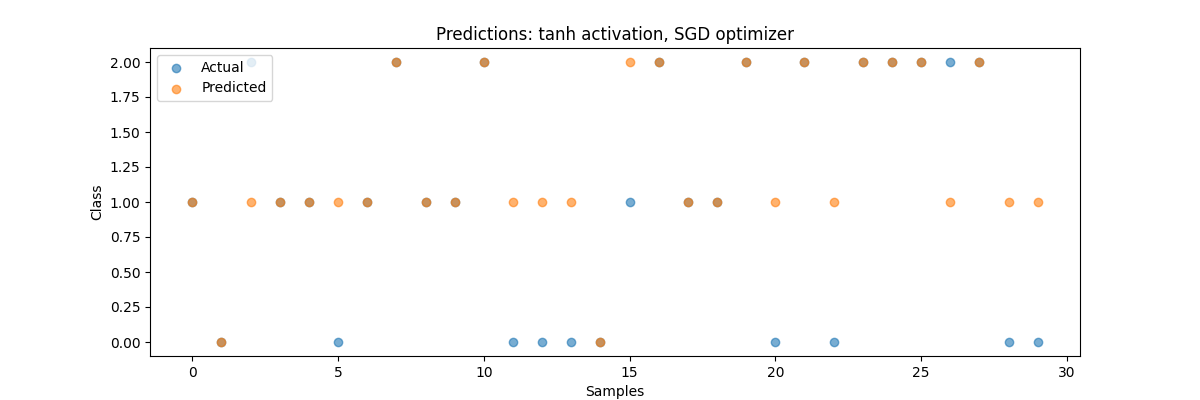 Predictions: tanh activation, SGD optimizer
Actual
Predicted
Class
2.00
1.75
1.50
1.25
1.00
0.75
0.50
0.25
0.00
0 5 10 15 20 25 30
Samples